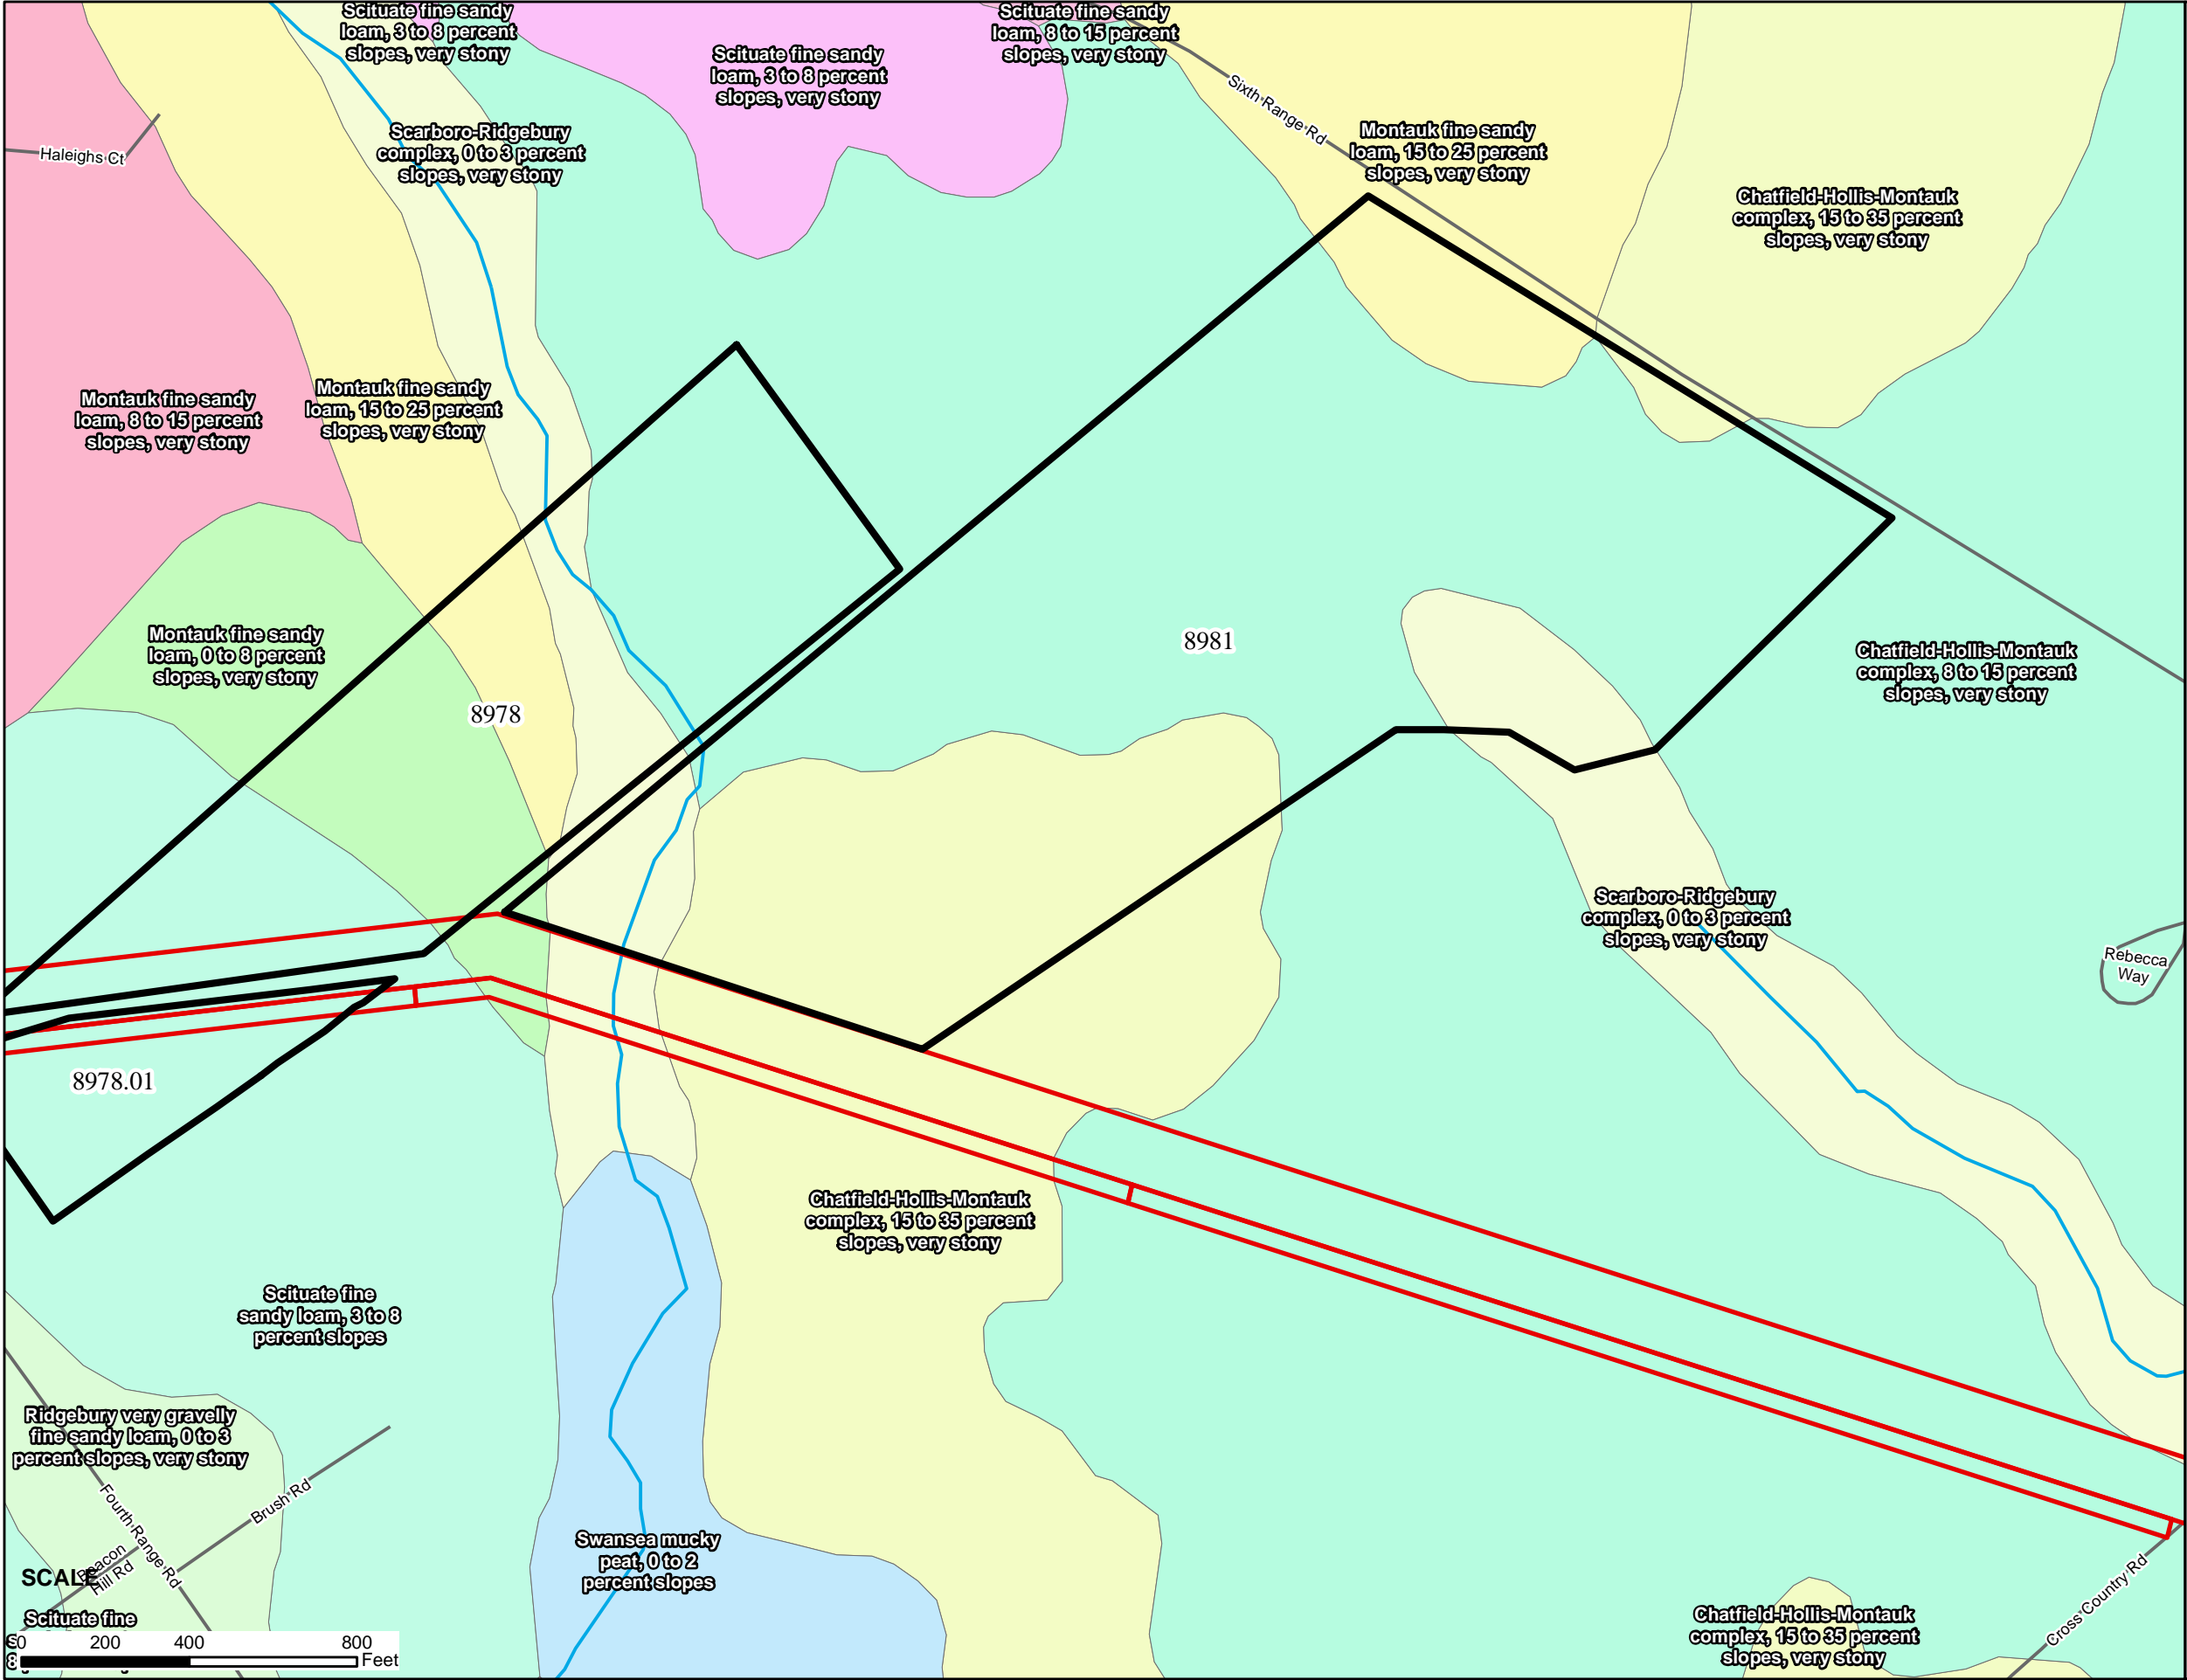 Scituate fine sandy
loam, 3 to 8 percent
slopes, very stony
Scituate fine sandy
loam, 3 to 8 percent
slopes, very stony
Scituate fine sandy
loam, 8 to 15 percent
slopes, very stony
Sixth Range Rd
Haleighs Ct
Scarboro-Ridgebury
complex, 0 to 3 percent
slopes, very stony
Montauk fine sandy
loam, 15 to 25 percent
slopes, very stony
Chatfield-Hollis-Montauk
complex, 15 to 35 percent
slopes, very stony
Montauk fine sandy
loam, 8 to 15 percent
slopes, very stony
Montauk fine sandy
loam, 15 to 25 percent
slopes, very stony
Montauk fine sandy
loam, 0 to 8 percent
slopes, very stony
8978
8981
Chatfield-Hollis-Montauk
complex, 8 to 15 percent
slopes, very stony
Scarboro-Ridgebury
complex, 0 to 3 percent
slopes, very stony
Rebecca
Way
8978.01
Chatfield-Hollis-Montauk
complex, 15 to 35 percent
slopes, very stony
Scituate fine
sandy loam, 3 to 8
percent slopes
Ridgebury very gravelly
fine sandy loam, 0 to 3
percent slopes, very stony
Fourth Range Rd
Brush Rd
Beacon
Hill Rd
Swansea mucky
peat, 0 to 2
percent slopes
Chatfield-Hollis-Montauk
complex, 15 to 35 percent
slopes, very stony
Cross Country Rd
SCALE
Scituate fine
0 200 400 800
Feet